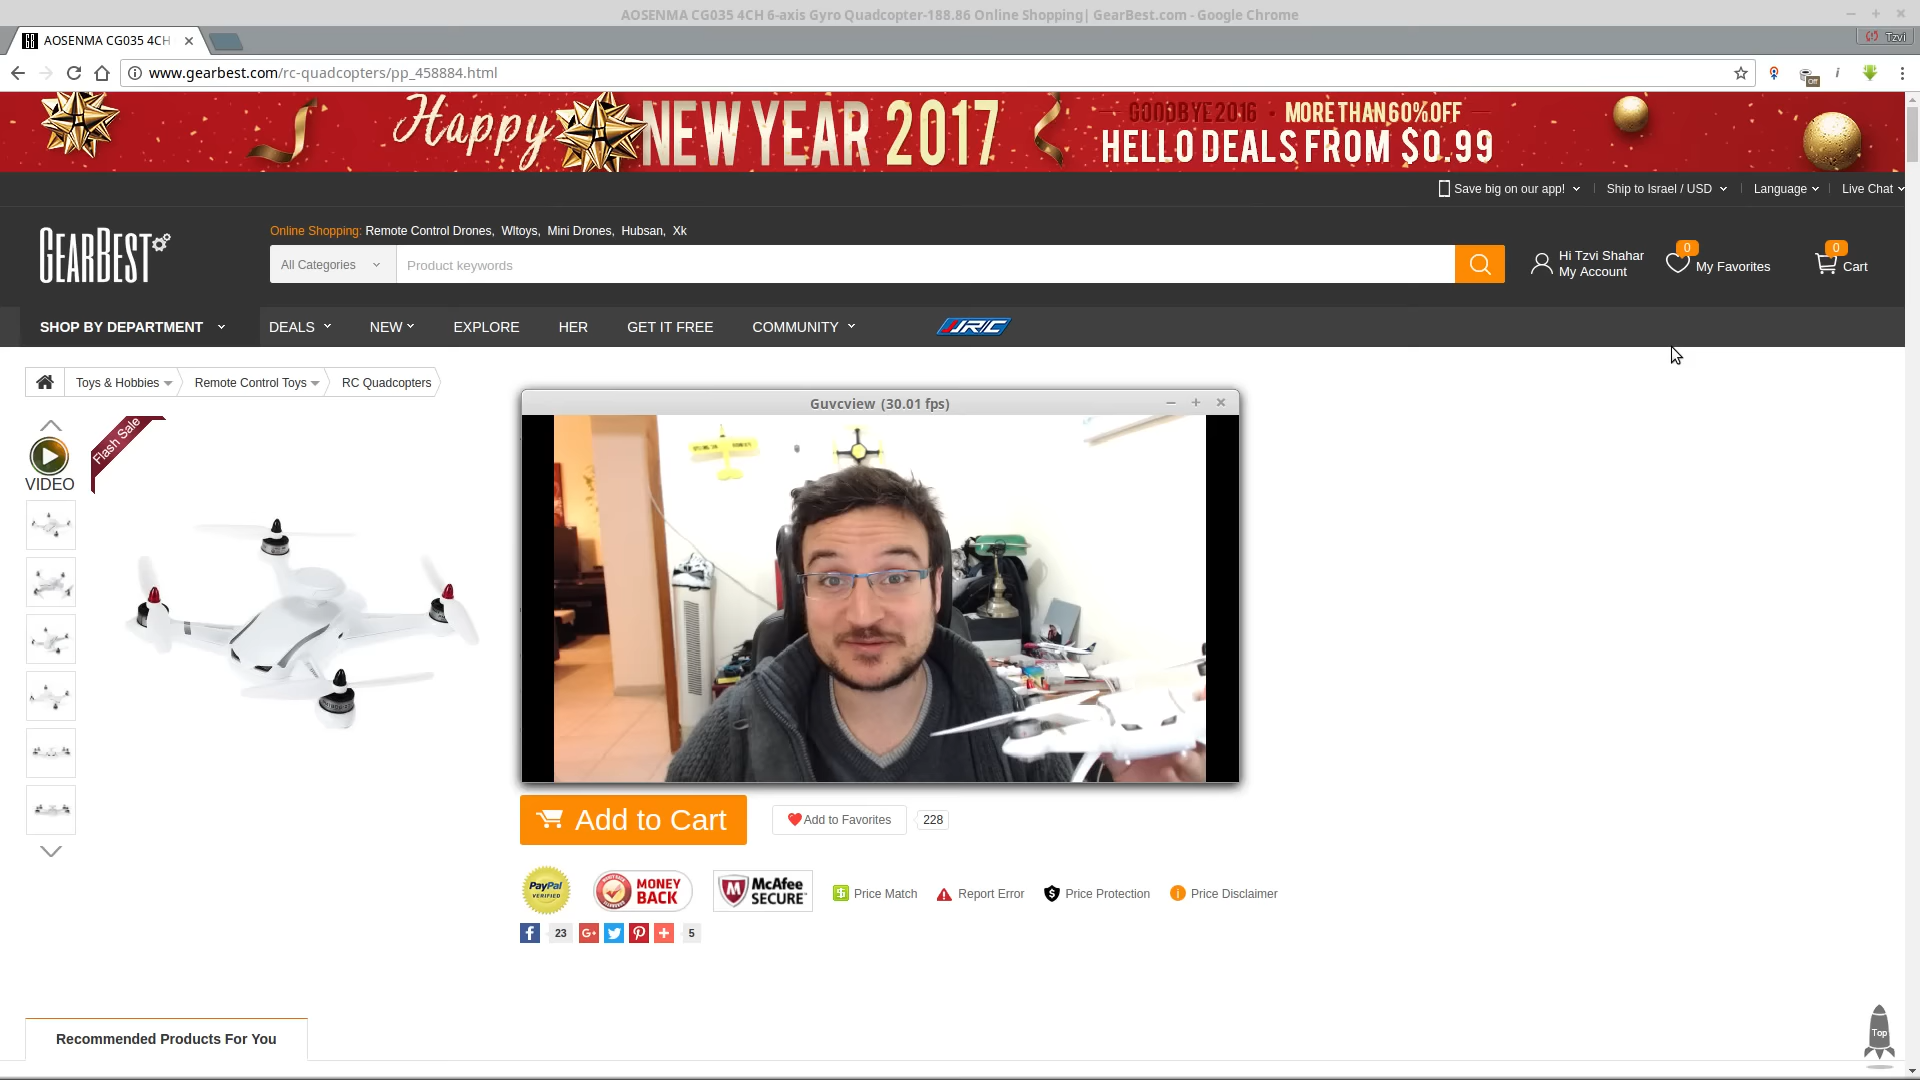 AOSENMA CG035 4CH 6-axis Gyro Quadcopter-188.86 Online Shopping| GearBest.com - Google Chrome
AOSENMA CG035 4CH
Tzvi
www.gearbest.com/rc-quadcopters/pp_458884.html
Off
Happy NEW YEAR 2017
GOODBYE 2016 • MORE THAN 60% OFF
HELLO DEALS FROM $0.99
Save big on our app!
Ship to Israel / USD
Language
Live Chat
GEARBEST
Online Shopping: Remote Control Drones, Wltoys, Mini Drones, Hubsan, Xk
All Categories
Product keywords
Hi Tzvi Shahar
My Account
0
My Favorites
0
Cart
SHOP BY DEPARTMENT
DEALS
NEW
EXPLORE
HER
GET IT FREE
COMMUNITY
JJRC
Toys & Hobbies
Remote Control Toys
RC Quadcopters
Flash Sale
VIDEO
Guvcview (30.01 fps)
Add to Cart
Add to Favorites
228
PayPal
VERIFIED
MONEY
BACK
McAfee
SECURE
Price Match
Report Error
Price Protection
Price Disclaimer
23
G+
5
Recommended Products For You
Top